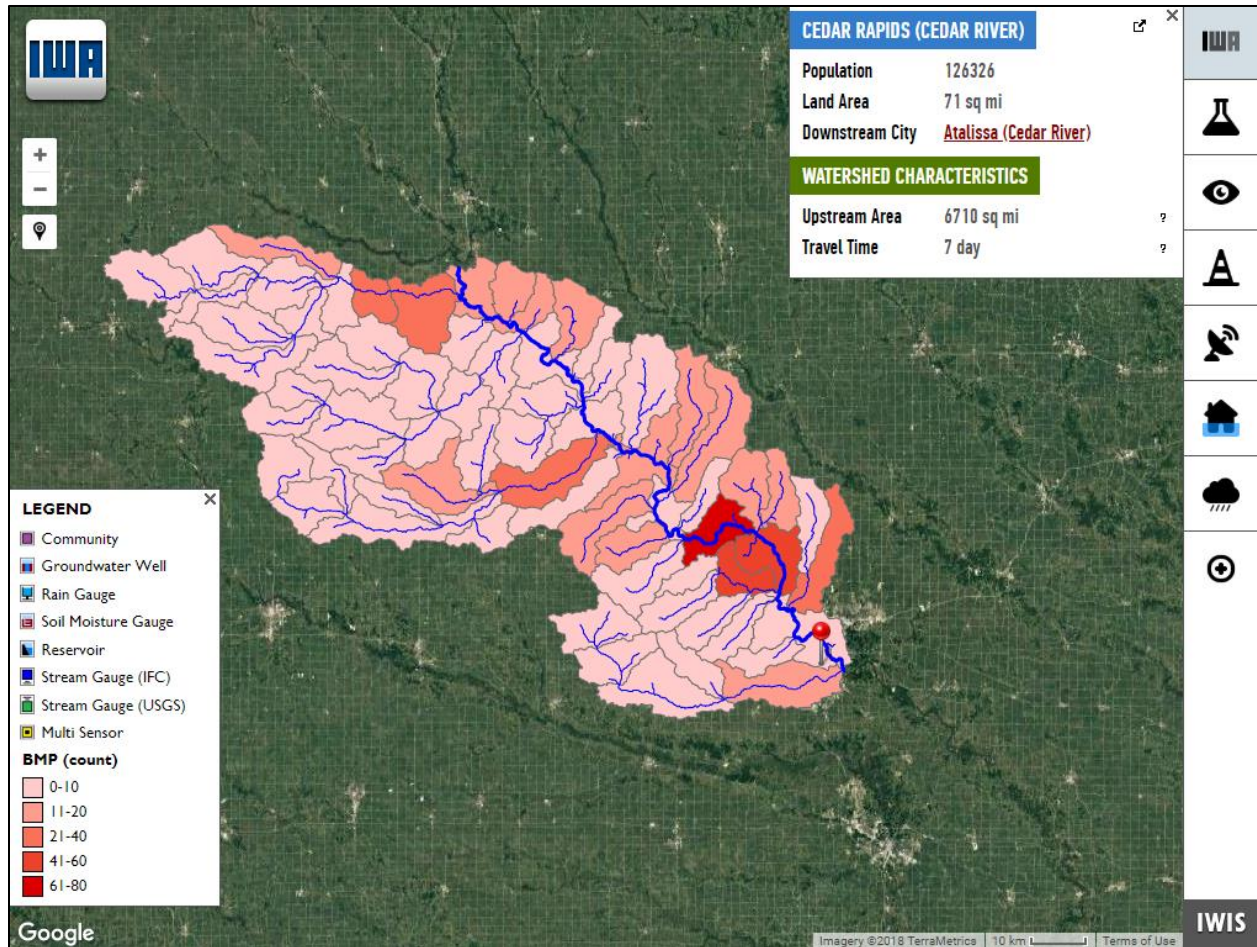 IWA
CEDAR RAPIDS (CEDAR RIVER)
Population 126326
Land Area 71 sq mi
Downstream City Atalissa (Cedar River)
WATERSHED CHARACTERISTICS
Upstream Area 6710 sq mi ?
Travel Time 7 day ?
IWA
+
−
LEGEND
Community
Groundwater Well
Rain Gauge
Soil Moisture Gauge
Reservoir
Stream Gauge (IFC)
Stream Gauge (USGS)
Multi Sensor
BMP (count)
0-10
11-20
21-40
41-60
61-80
Google
Imagery ©2018 TerraMetrics 10 km Terms of Use
IWIS